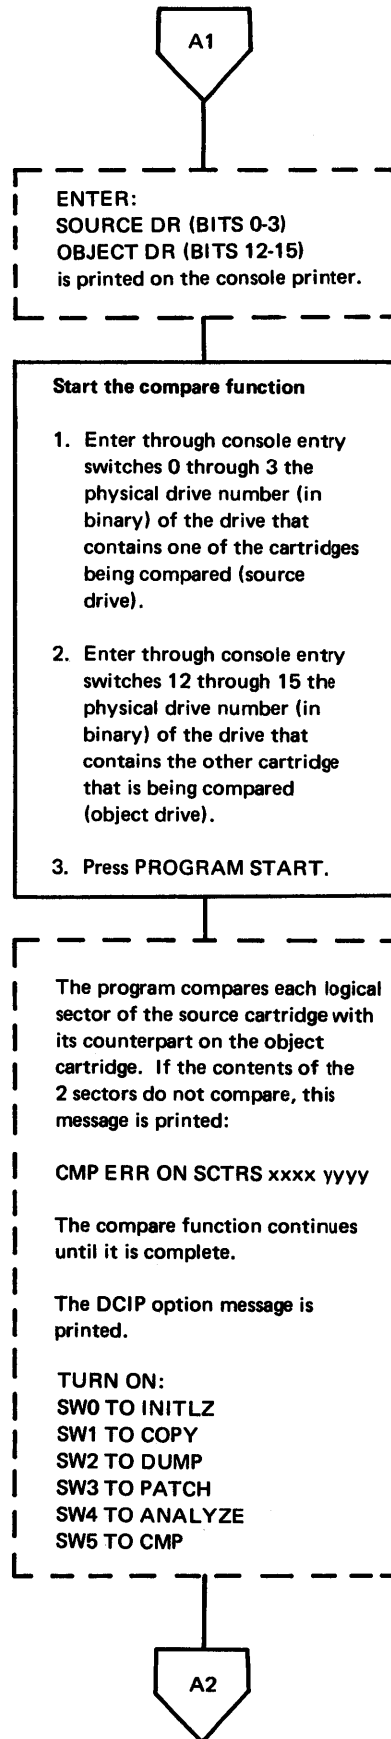 A1
ENTER:
SOURCE DR (BITS 0-3)
OBJECT DR (BITS 12-15)
is printed on the console printer.
Start the compare function
1. Enter through console entry
switches 0 through 3 the
physical drive number (in
binary) of the drive that
contains one of the cartridges
being compared (source
drive).
2. Enter through console entry
switches 12 through 15 the
physical drive number (in
binary) of the drive that
contains the other cartridge
that is being compared
(object drive).
3. Press PROGRAM START.
The program compares each logical
sector of the source cartridge with
its counterpart on the object
cartridge. If the contents of the
2 sectors do not compare, this
message is printed:
CMP ERR ON SCTRS xxxx yyyy
The compare function continues
until it is complete.
The DCIP option message is
printed.
TURN ON:
SW0 TO INITLZ
SW1 TO COPY
SW2 TO DUMP
SW3 TO PATCH
SW4 TO ANALYZE
SW5 TO CMP
A2